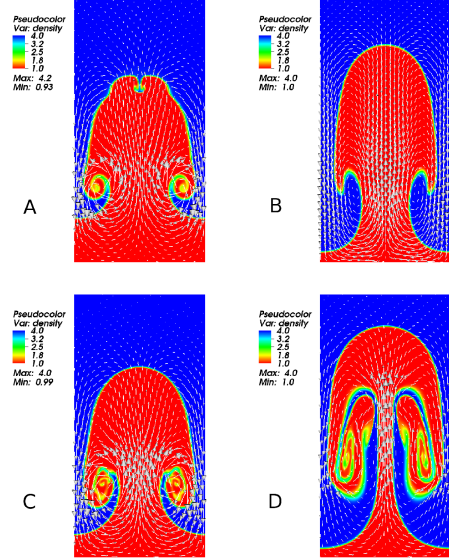 Pseudocolor
Var: density
4.0
3.2
2.5
1.8
1.0
Max: 4.2
Min: 0.93
A
Pseudocolor
Var: density
4.0
3.2
2.5
1.8
1.0
Max: 4.0
Min: 1.0
B
Pseudocolor
Var: density
4.0
3.2
2.5
1.8
1.0
Max: 4.0
Min: 0.99
C
Pseudocolor
Var: density
4.0
3.2
2.5
1.8
1.0
Max: 4.0
Min: 1.0
D